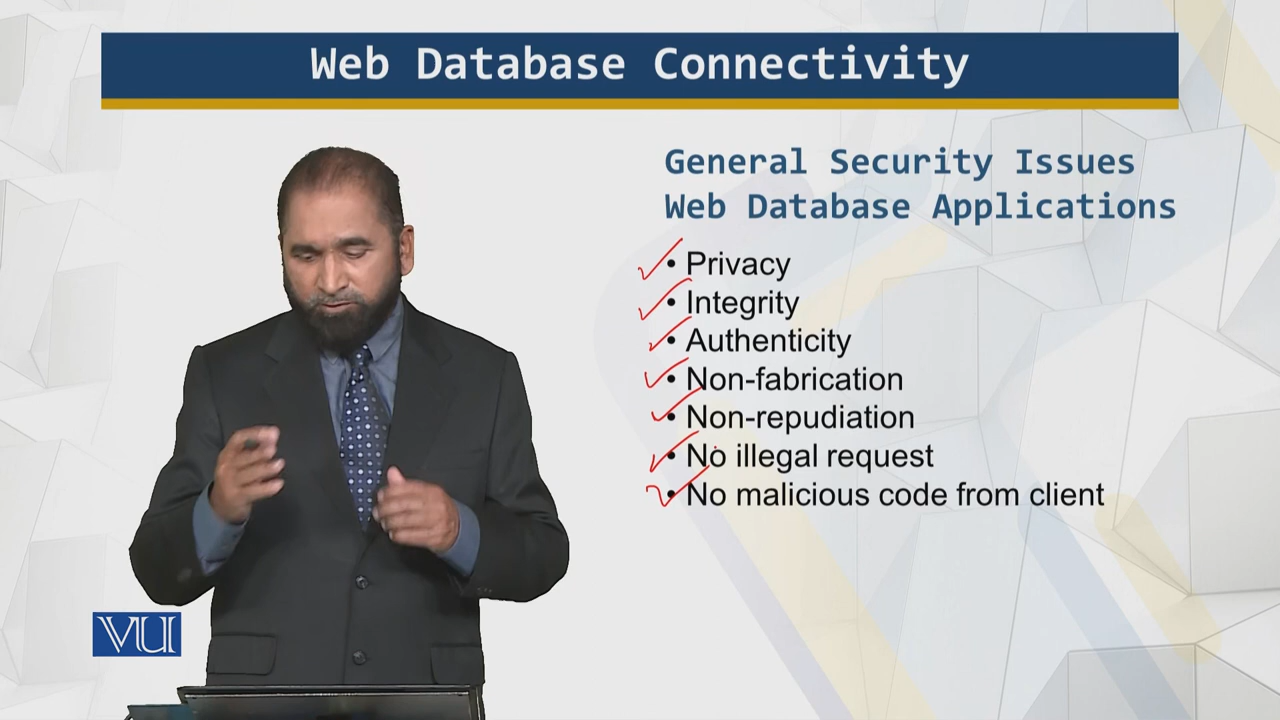 Web Database Connectivity
General Security Issues
Web Database Applications
• Privacy
• Integrity
• Authenticity
• Non-fabrication
• Non-repudiation
• No illegal request
• No malicious code from client
VU